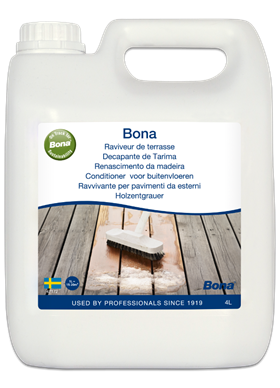 Bona
Bona
Raviveur de terrasse
Decapante de Tarima
Renascimento da madeira
Conditioner voor buitenvloeren
Ravvivante per pavimenti da esterni
Holzentgrauer
Bona
USED BY PROFESSIONALS SINCE 1919
4L